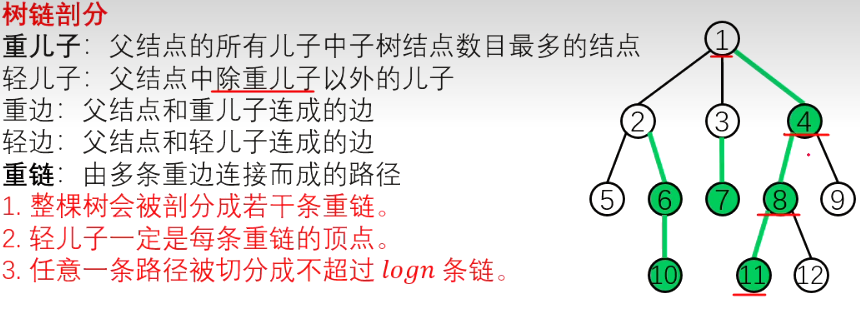 树链剖分
重儿子：父结点的所有儿子中子树结点数目最多的结点
轻儿子：父结点中除重儿子以外的儿子
重边：父结点和重儿子连成的边
轻边：父结点和轻儿子连成的边
重链：由多条重边连接而成的路径
1. 整棵树会被剖分成若干条重链。
2. 轻儿子一定是每条重链的顶点。
3. 任意一条路径被切分成不超过 logn 条链。
1
2 3 4
5 6 7 8 9
10 11 12